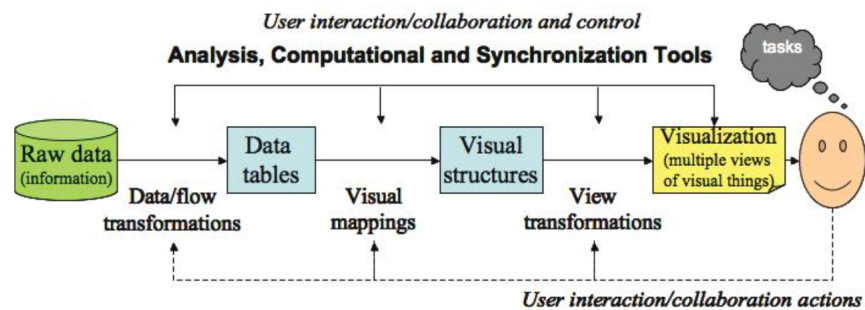 User interaction/collaboration and control
Analysis, Computational and Synchronization Tools
tasks
Raw data
(information)
Data
tables
Visual
structures
Visualization
(multiple views
of visual things)
Data/flow
transformations
Visual
mappings
View
transformations
User interaction/collaboration actions